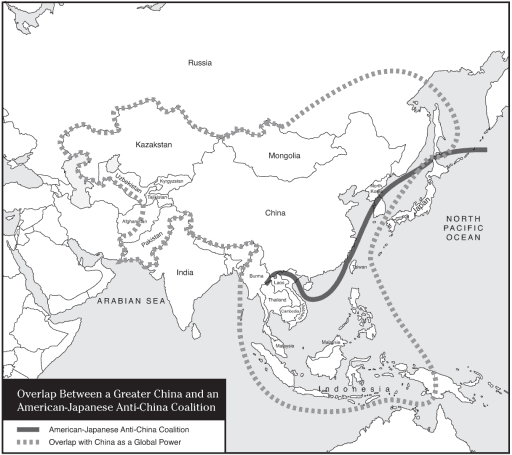 Russia
Kazakstan
Mongolia
Uzbekistan
Kyrgyzstan
Tajikistan
China
North
Korea
Japan
NORTH
PACIFIC
OCEAN
Afghanistan
Pakistan
India
Burma
Laos
Taiwan
Thailand
Cambodia
ARABIAN SEA
Malaysia
Malaysia
Indonesia
Overlap Between a Greater China and an
American-Japanese Anti-China Coalition
American-Japanese Anti-China Coalition
Overlap with China as a Global Power